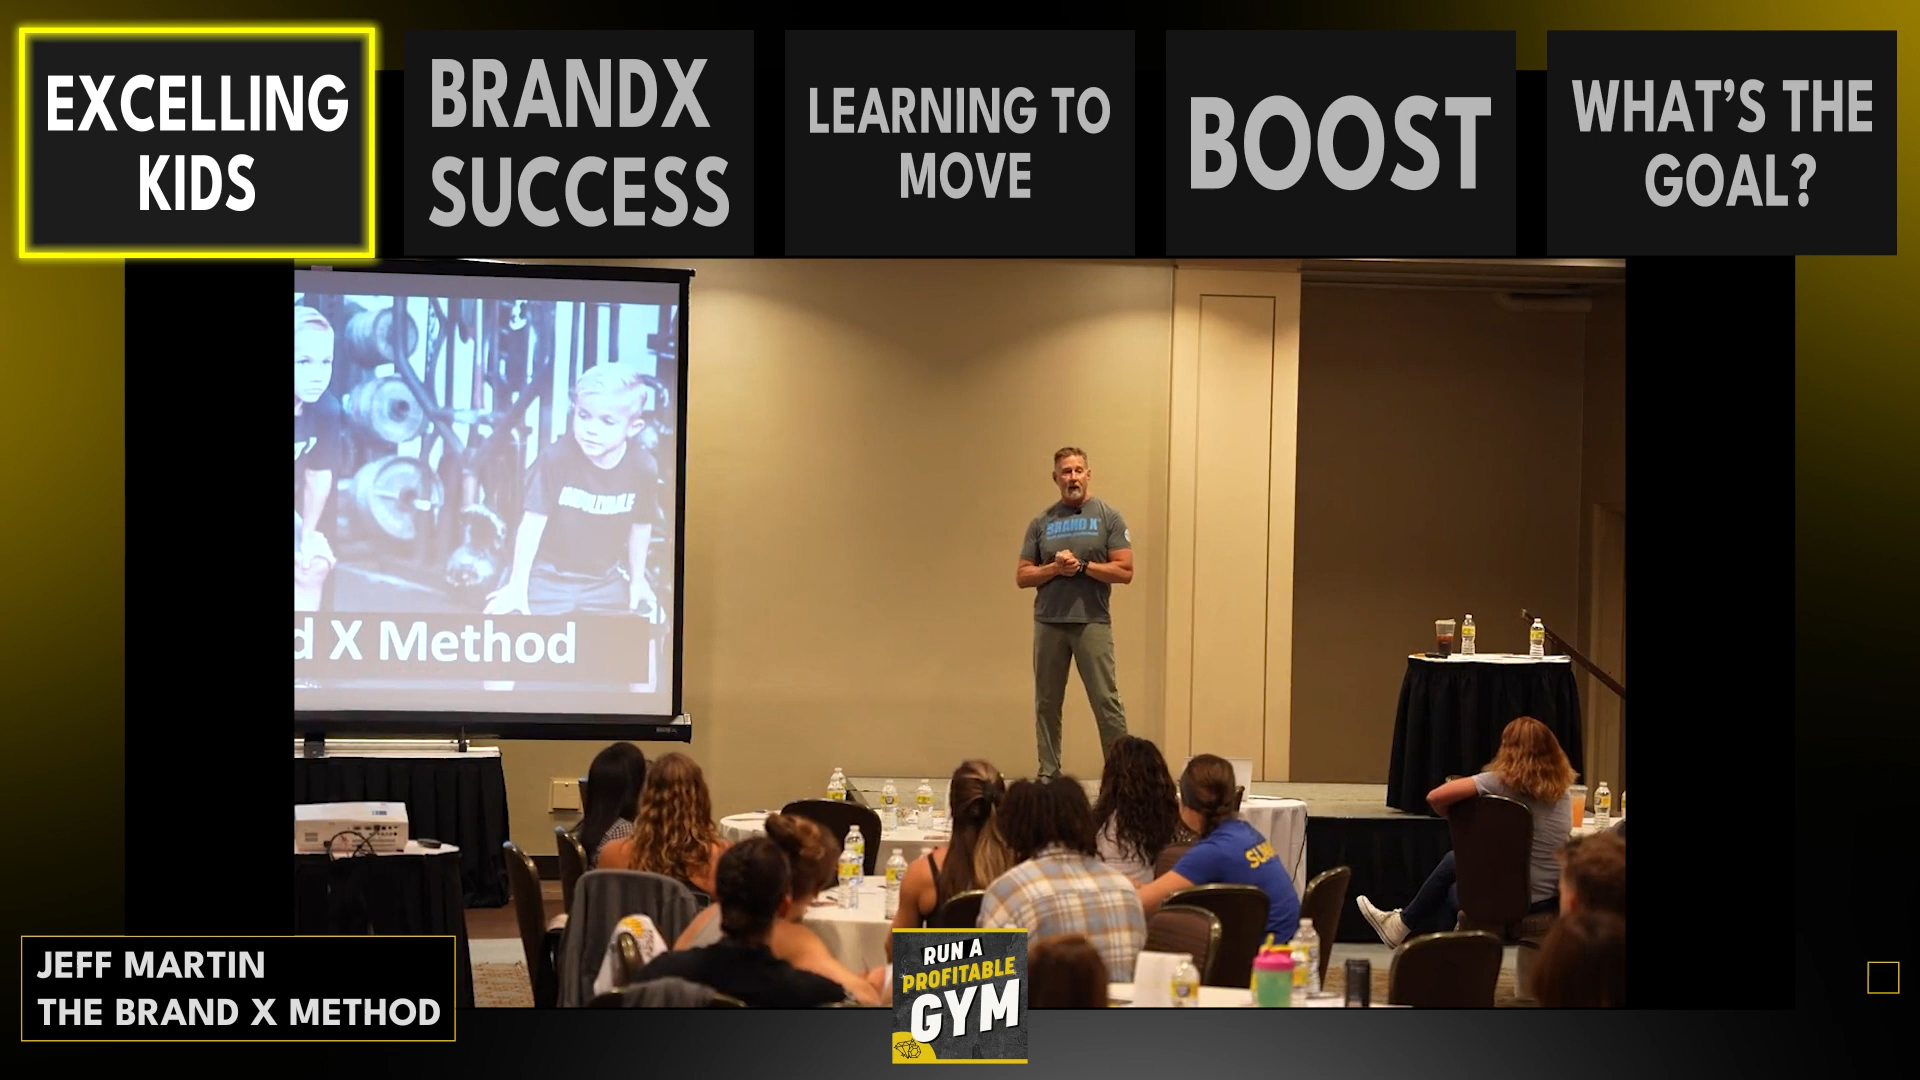 EXCELLING
KIDS
BRANDX
SUCCESS
LEARNING TO
MOVE
BOOST
WHAT'S THE
GOAL?
d X Method
BRAND X
JEFF MARTIN
THE BRAND X METHOD
RUN A
PROFITABLE
GYM